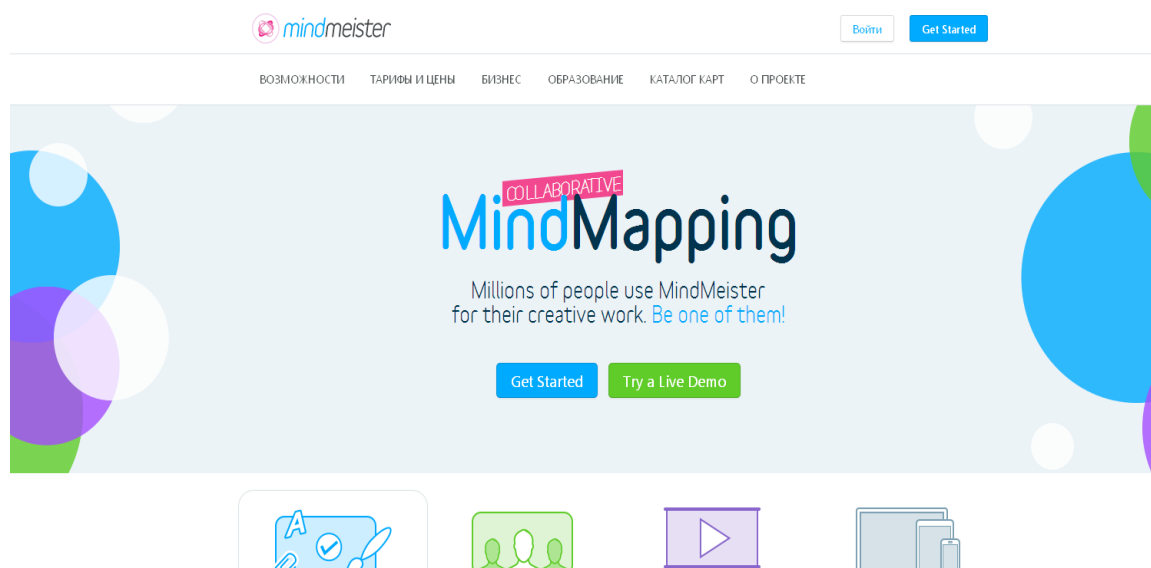 mindmeister
Войти
Get Started
ВОЗМОЖНОСТИ
ТАРИФЫ И ЦЕНЫ
БИЗНЕС
ОБРАЗОВАНИЕ
КАТАЛОГ КАРТ
О ПРОЕКТЕ
COLLABORATIVE
MindMapping
Millions of people use MindMeister
for their creative work. Be one of them!
Get Started
Try a Live Demo
A